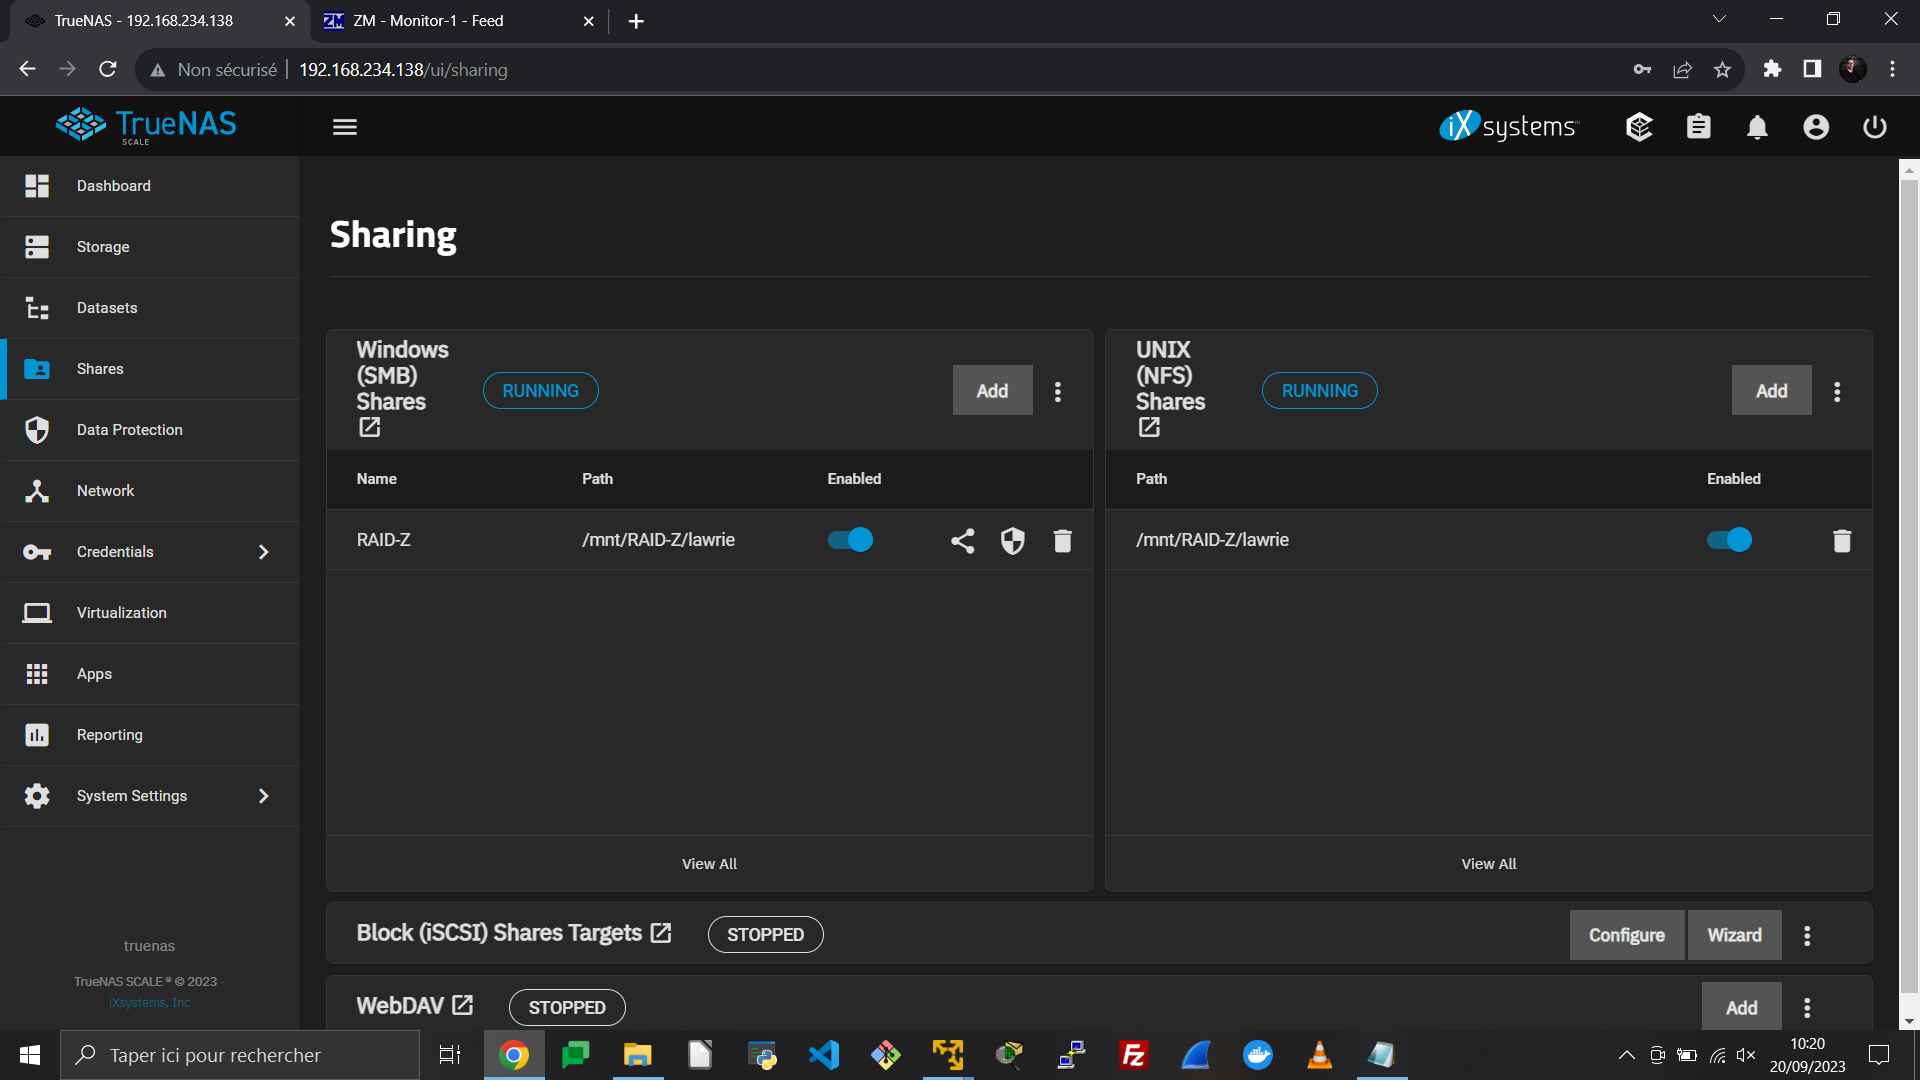 TrueNAS - 192.168.234.138
ZM - Monitor-1 - Feed
Non sécurisé
192.168.234.138/ui/sharing
TrueNAS
SCALE
iXsystems™
Dashboard
Storage
Datasets
Shares
Data Protection
Network
Credentials
Virtualization
Apps
Reporting
System Settings
truenas
TrueNAS SCALE ® © 2023 -
iXsystems, Inc
Sharing
Windows
(SMB)
Shares
RUNNING
Add
Name Path Enabled
RAID-Z /mnt/RAID-Z/lawrie
View All
UNIX
(NFS)
Shares
RUNNING
Add
Path Enabled
/mnt/RAID-Z/lawrie
View All
Block (iSCSI) Shares Targets STOPPED Configure Wizard
WebDAV STOPPED Add
Taper ici pour rechercher
10:20
20/09/2023